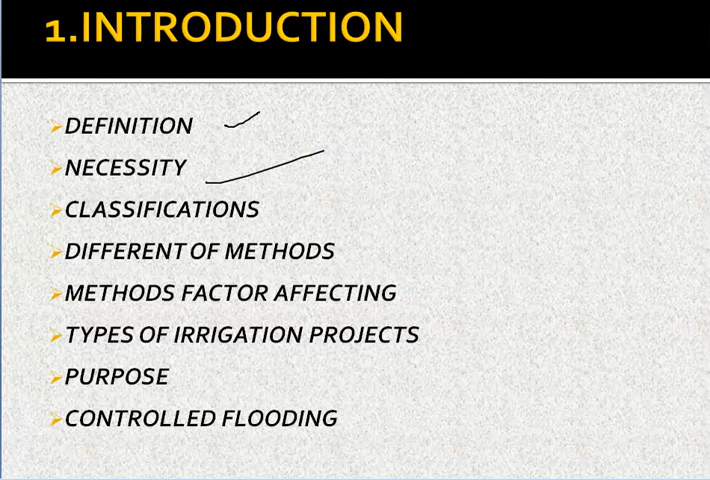 1.INTRODUCTION
DEFINITION
NECESSITY
CLASSIFICATIONS
DIFFERENT OF METHODS
METHODS FACTOR AFFECTING
TYPES OF IRRIGATION PROJECTS
PURPOSE
CONTROLLED FLOODING